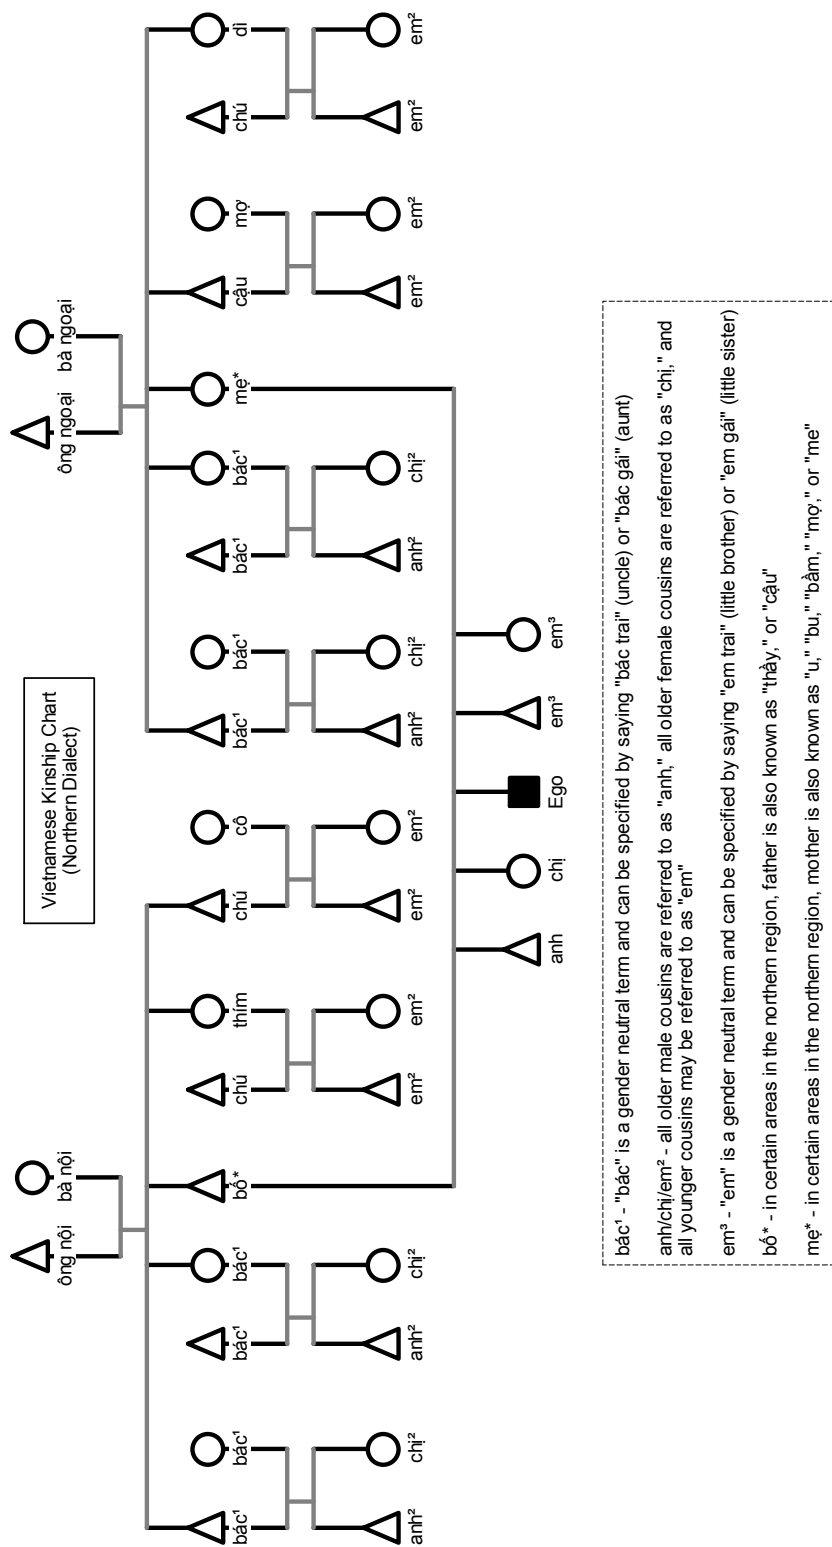 Vietnamese Kinship Chart
(Northern Dialect)
ông nội bà nội ông ngoại bà ngoại
bác¹ bác¹ bác¹ bác¹ bố* chú thím chú cô bác¹ bác¹ bác¹ bác¹ mẹ* cậu mợ chú dì
anh² chị² anh² chị² em² em² em² em² anh² chị² anh² chị² em² em² em² em²
anh chị Ego em³ em³
bác¹ - "bác" is a gender neutral term and can be specified by saying "bác trai" (uncle) or "bác gái" (aunt)
anh/chị/em² - all older male cousins are referred to as "anh," all older female cousins are referred to as "chị," and
all younger cousins may be referred to as "em"
em³ - "em" is a gender neutral term and can be specified by saying "em trai" (little brother) or "em gái" (little sister)
bố* - in certain areas in the northern region, father is also known as "thầy," or "cậu"
mẹ* - in certain areas in the northern region, mother is also known as "u," "bu," "bầm," "mợ," or "me"